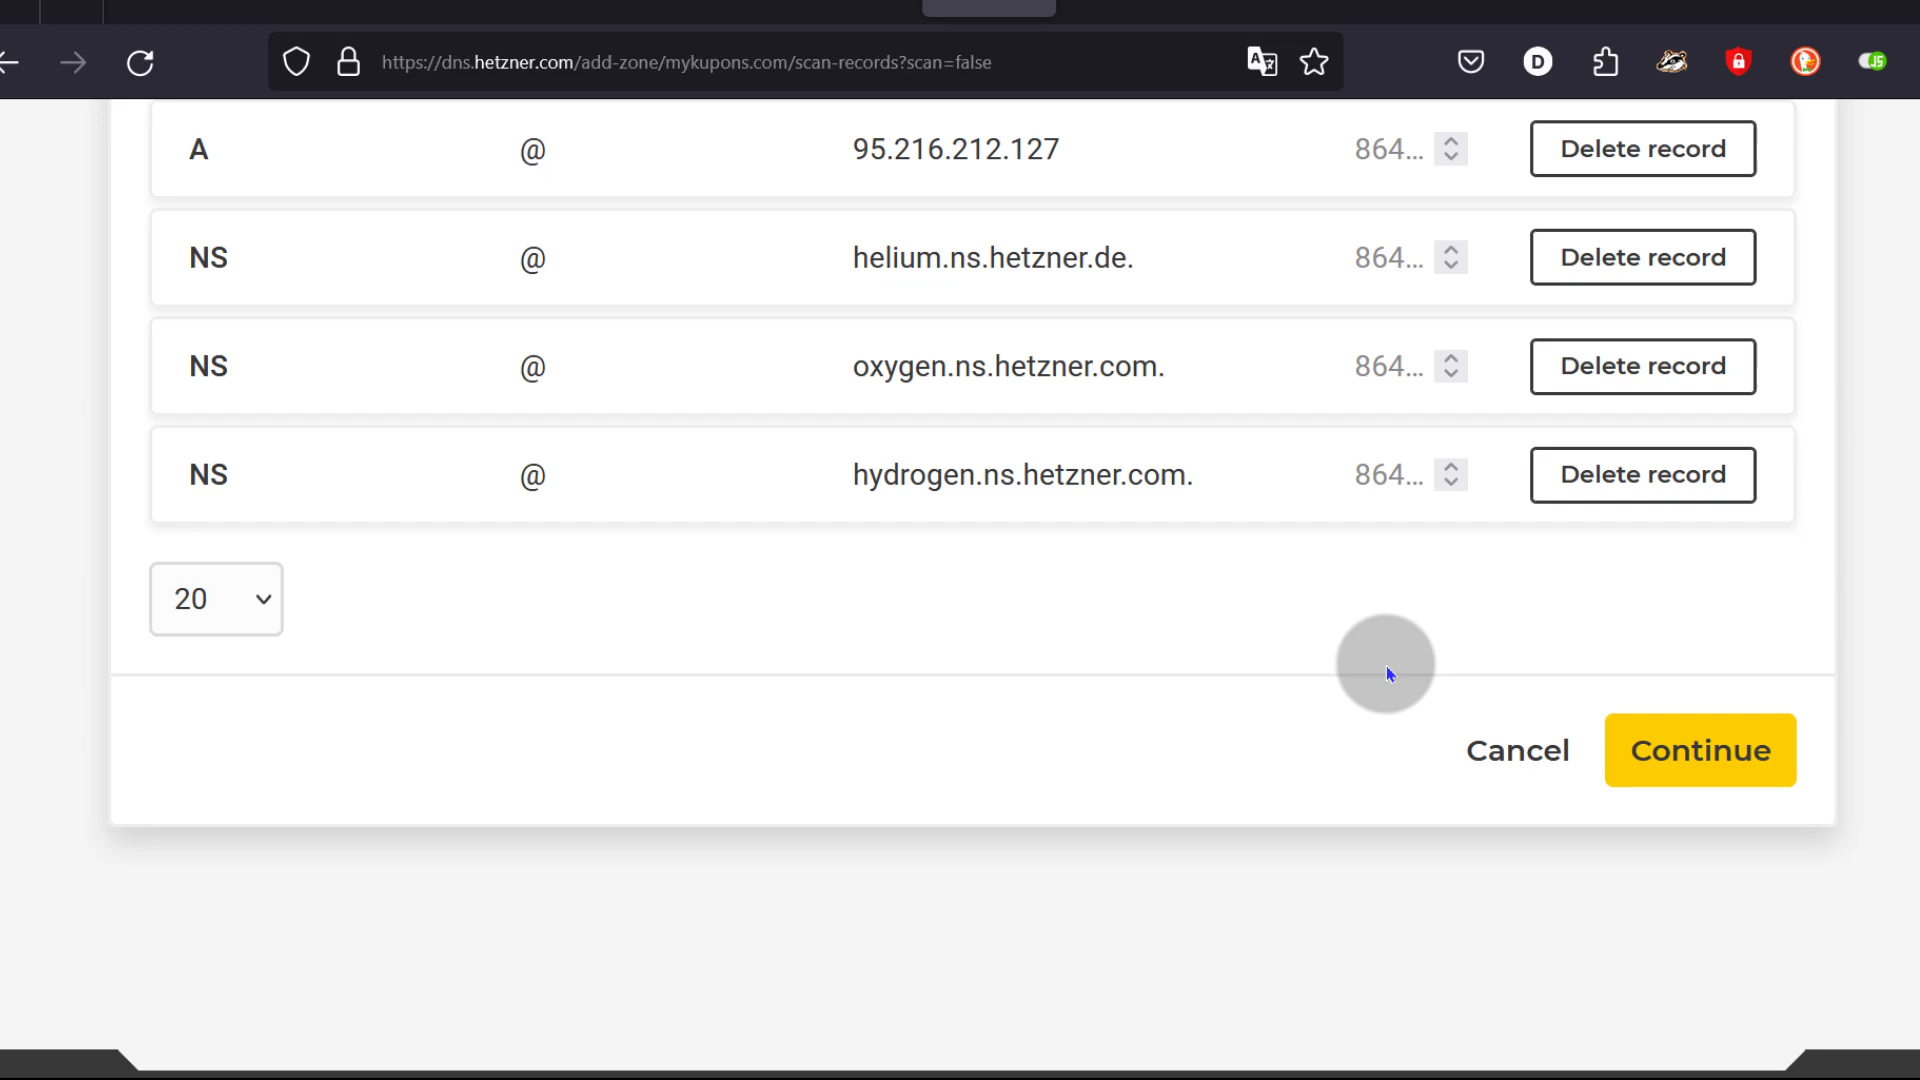 https://dns.hetzner.com/add-zone/mykupons.com/scan-records?scan=false
D
JS
A @ 95.216.212.127 864... Delete record
NS @ helium.ns.hetzner.de. 864... Delete record
NS @ oxygen.ns.hetzner.com. 864... Delete record
NS @ hydrogen.ns.hetzner.com. 864... Delete record
20
Cancel Continue